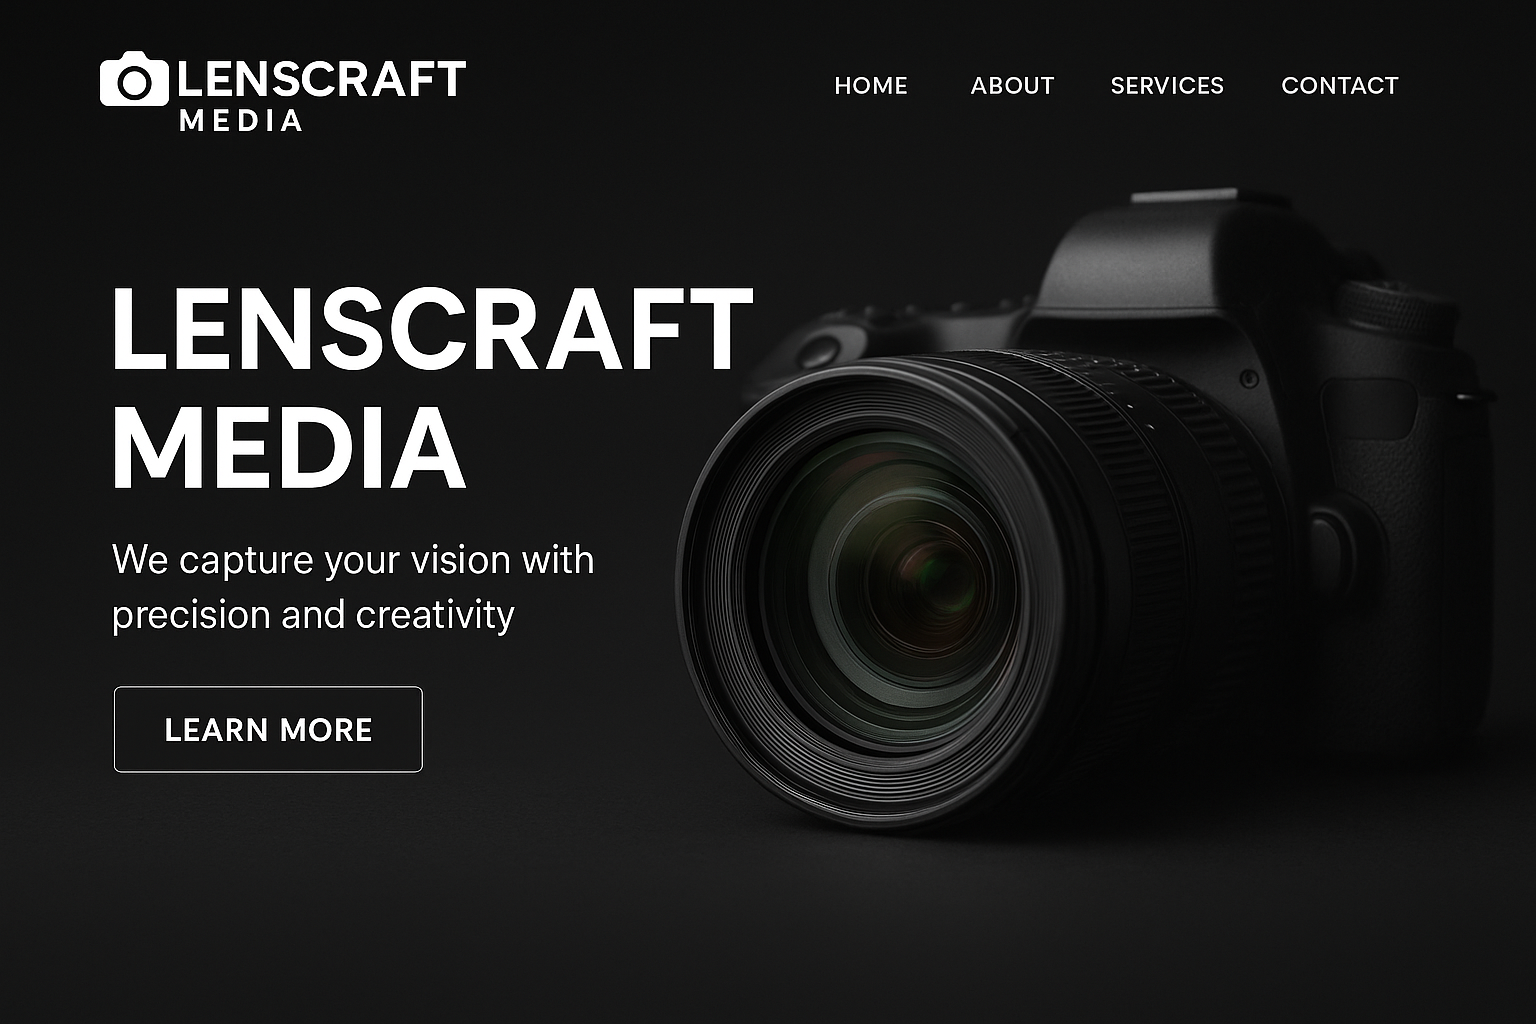 LENSCRAFT
MEDIA
HOME ABOUT SERVICES CONTACT
LENSCRAFT
MEDIA
We capture your vision with
precision and creativity
LEARN MORE